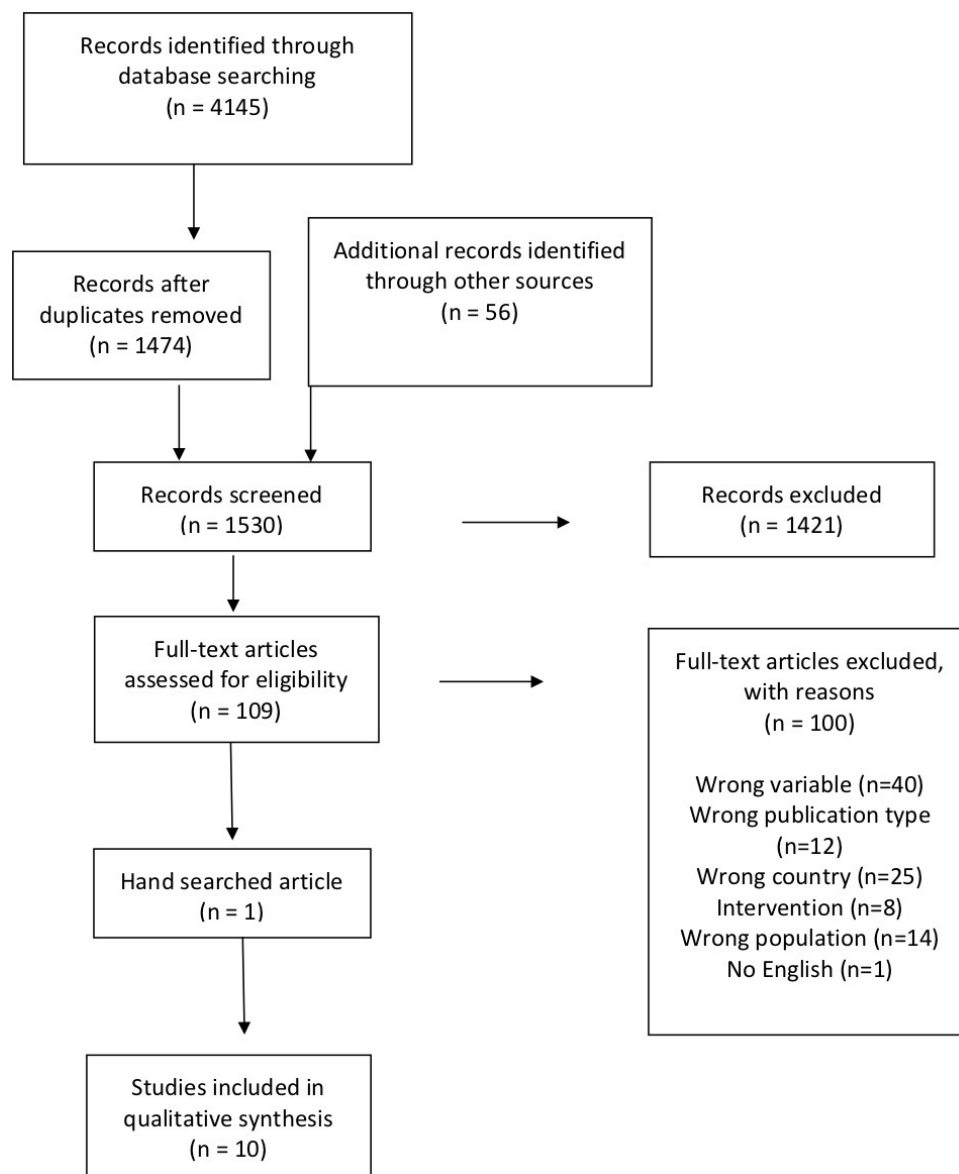 Records identified through
database searching
(n = 4145)
Additional records identified
through other sources
(n = 56)
Records after
duplicates removed
(n = 1474)
Records screened
(n = 1530)
Records excluded
(n = 1421)
Full-text articles
assessed for eligibility
(n = 109)
Full-text articles excluded,
with reasons
(n = 100)
Wrong variable (n=40)
Wrong publication type
(n=12)
Wrong country (n=25)
Intervention (n=8)
Wrong population (n=14)
No English (n=1)
Hand searched article
(n = 1)
Studies included in
qualitative synthesis
(n = 10)